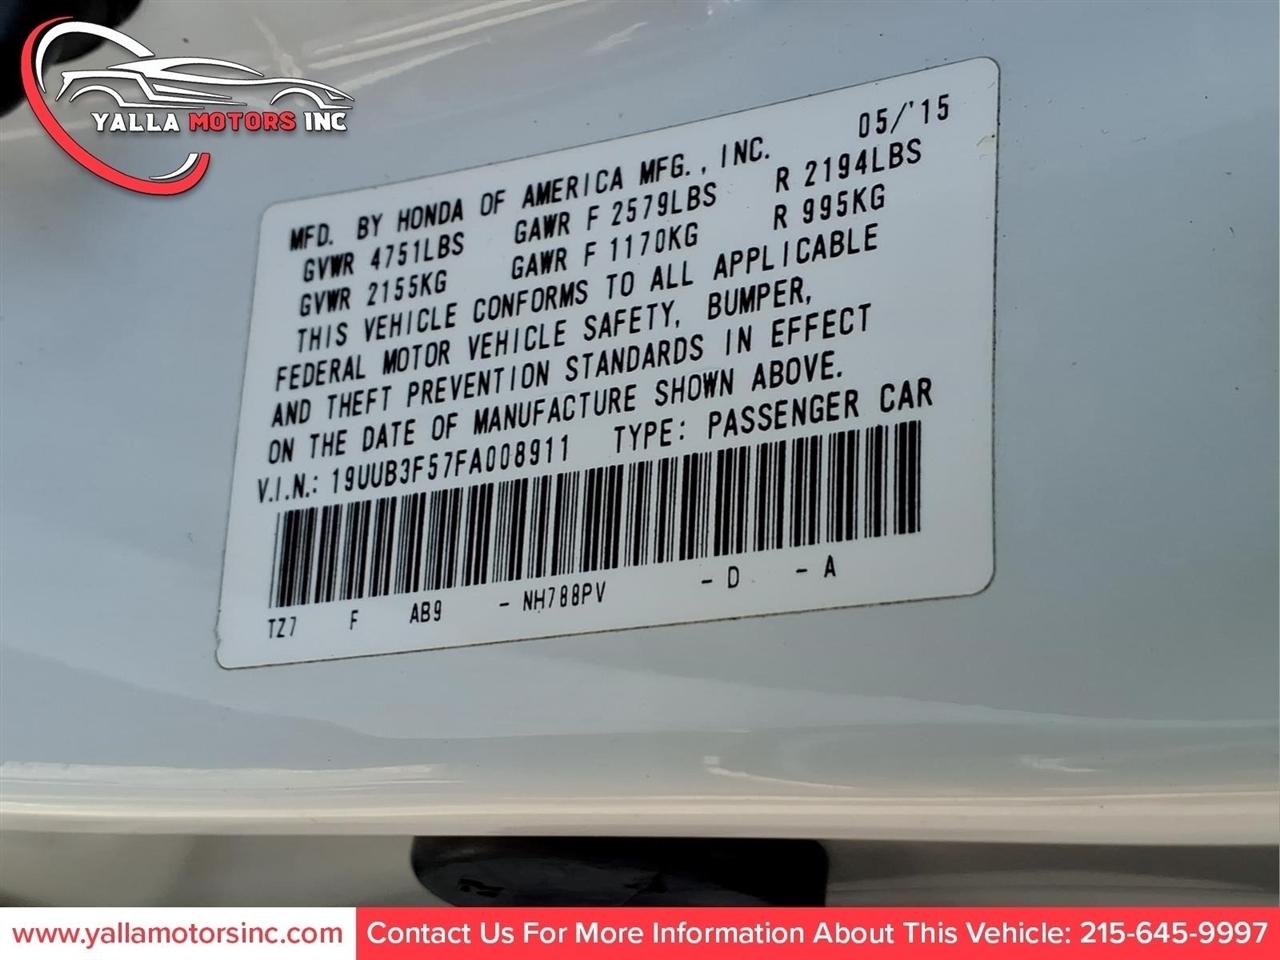 YALLA MOTORS INC
MFD. BY HONDA OF AMERICA MFG., INC. 05/'15
GVWR 4751LBS GAWR F 2579LBS R 2194LBS
GVWR 2155KG GAWR F 1170KG R 995KG
THIS VEHICLE CONFORMS TO ALL APPLICABLE
FEDERAL MOTOR VEHICLE SAFETY, BUMPER,
AND THEFT PREVENTION STANDARDS IN EFFECT
ON THE DATE OF MANUFACTURE SHOWN ABOVE.
V.I.N.: 19UUB3F57FA008911 TYPE: PASSENGER CAR
TZ7 F AB9 - NH788PV - D - A
www.yallamotorsinc.com Contact Us For More Information About This Vehicle: 215-645-9997